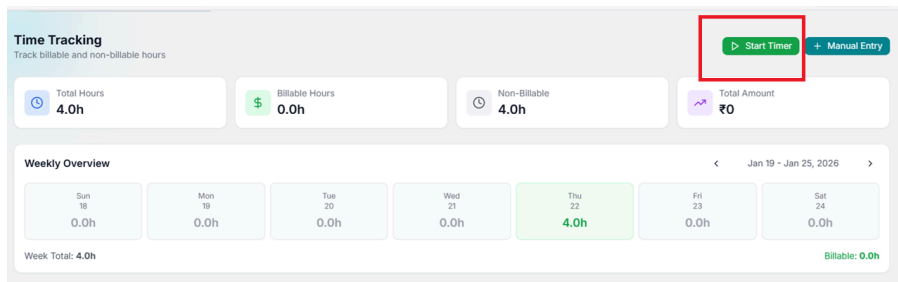 Time Tracking
Track billable and non-billable hours
Start Timer
+ Manual Entry
Total Hours
4.0h
$
Billable Hours
0.0h
Non-Billable
4.0h
Total Amount
₹0
Weekly Overview
< Jan 19 - Jan 25, 2026 >
Sun
18
0.0h
Mon
19
0.0h
Tue
20
0.0h
Wed
21
0.0h
Thu
22
4.0h
Fri
23
0.0h
Sat
24
0.0h
Week Total: 4.0h
Billable: 0.0h